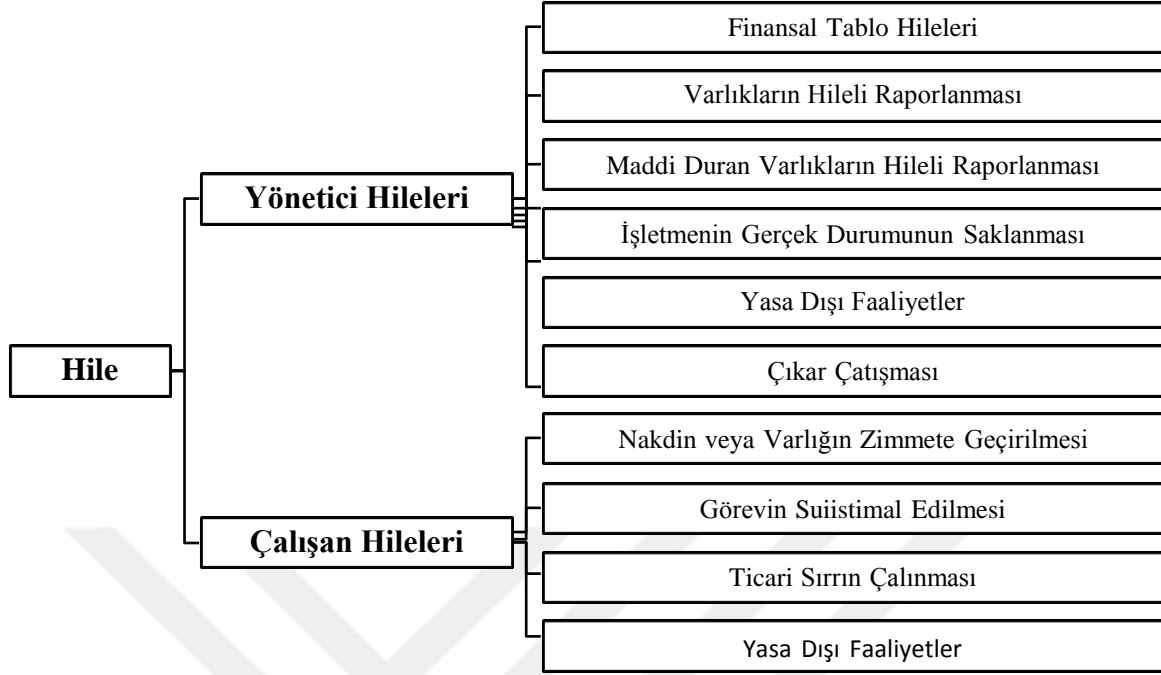 Finansal Tablo Hileleri
Varlıkların Hileli Raporlanması
Maddi Duran Varlıkların Hileli Raporlanması
Yönetici Hileleri
İşletmenin Gerçek Durumunun Saklanması
Yasa Dışı Faaliyetler
Hile
Çıkar Çatışması
Nakdin veya Varlığın Zimmete Geçirilmesi
Görevin Suiistimal Edilmesi
Çalışan Hileleri
Ticari Sırrın Çalınması
Yasa Dışı Faaliyetler